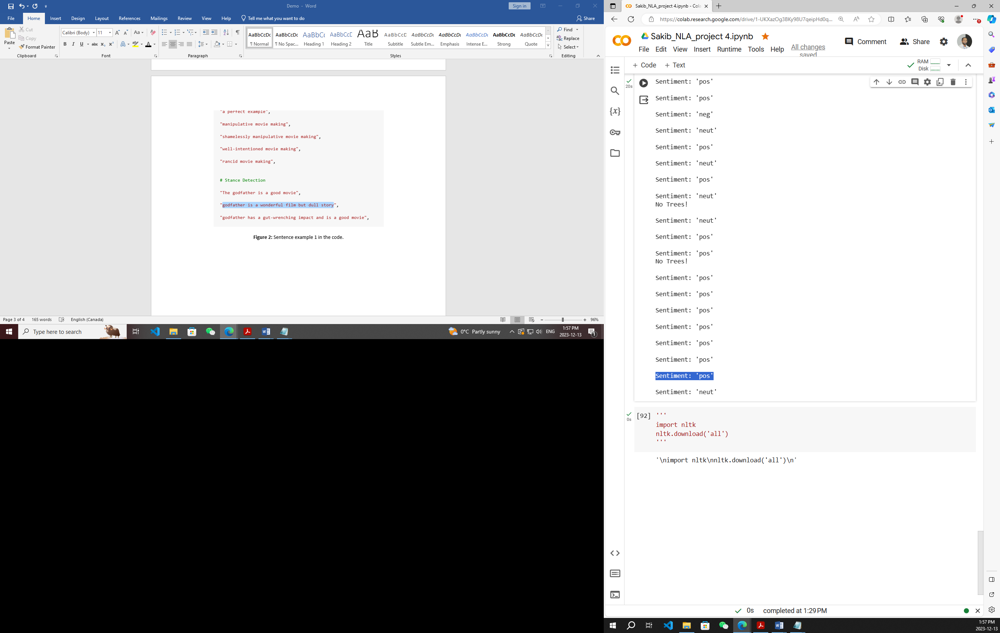 Demo - Word
Sign in
File Home Insert Design Layout References Mailings Review View Help Tell me what you want to do Share
Paste
Cut
Copy
Format Painter
Clipboard
Calibri (Body) 11
Font
Paragraph
AaBbCcDc AaBbCcDc AaBbCc AaBbCcE AaB AaBbCcD AaBbCcDc AaBbCcDc AaBbCcDc AaBbCcDc AaBbCcDc
¶ Normal ¶ No Spac... Heading 1 Heading 2 Title Subtitle Subtle Em... Emphasis Intense E... Strong Quote
Styles
Find
Replace
Select
Editing
"a perfect example",
"manipulative movie making",
"shamelessly manipulative movie making",
"well-intentioned movie making",
"rancid movie making",
# Stance Detection
"The godfather is a good movie",
"godfather is a wonderful film but dull story",
"godfather has a gut-wrenching impact and is a good movie",
Figure 2: Sentence example 1 in the code.
Page 3 of 4 165 words English (Canada) 96%
Type here to search
0°C Partly sunny
ENG
1:57 PM
2023-12-13
1
Sakib_NLA_project 4.ipynb - Cola
https://colab.research.google.com/drive/1-UKXazOg3BKy98U7qeipHd0q...
Sakib_NLA_project 4.ipynb
File Edit View Insert Runtime Tools Help All changes saved
Comment Share
+ Code + Text
RAM
Disk
20s
Sentiment: 'pos'
Sentiment: 'pos'
Sentiment: 'neg'
Sentiment: 'neut'
Sentiment: 'pos'
Sentiment: 'neut'
Sentiment: 'pos'
Sentiment: 'neut'
No Trees!
Sentiment: 'neut'
Sentiment: 'pos'
Sentiment: 'pos'
No Trees!
Sentiment: 'pos'
Sentiment: 'pos'
Sentiment: 'pos'
Sentiment: 'pos'
Sentiment: 'pos'
Sentiment: 'pos'
Sentiment: 'pos'
Sentiment: 'neut'
0s
[92] '''
import nltk
nltk.download('all')
'''
'\nimport nltk\nnltk.download('all')\n'
0s completed at 1:29 PM
1:57 PM
2023-12-13